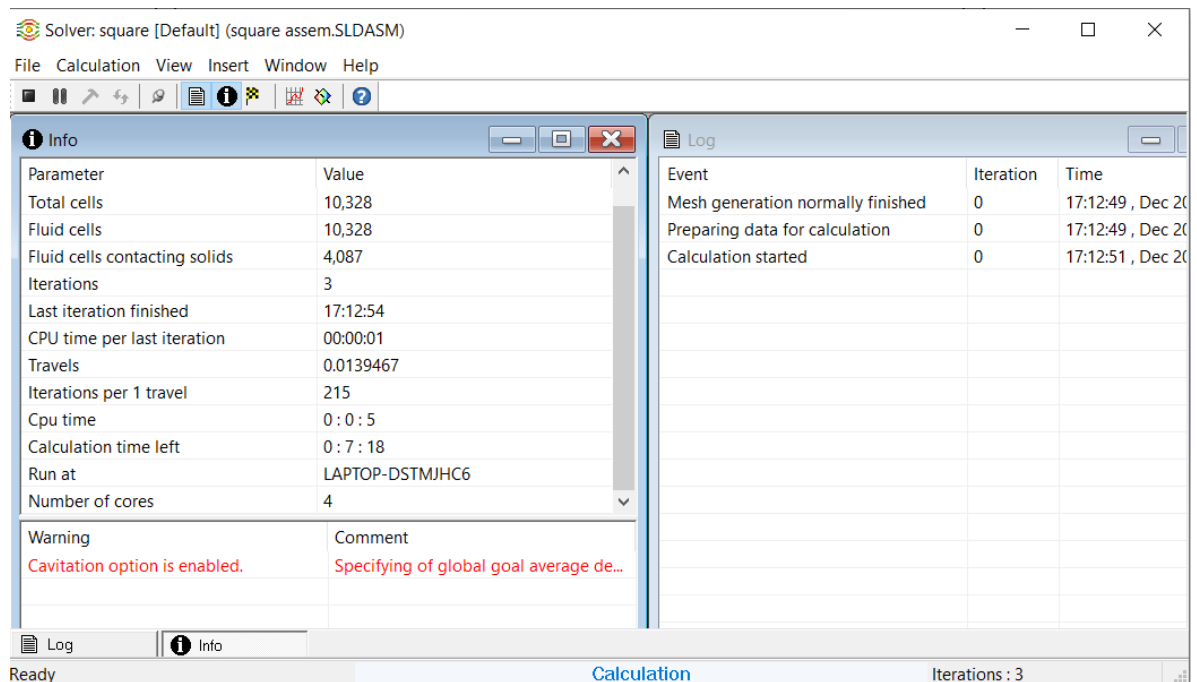 Solver: square [Default] (square assem.SLDASM)
File Calculation View Insert Window Help
Info
Parameter Value
Total cells 10,328
Fluid cells 10,328
Fluid cells contacting solids 4,087
Iterations 3
Last iteration finished 17:12:54
CPU time per last iteration 00:00:01
Travels 0.0139467
Iterations per 1 travel 215
Cpu time 0 : 0 : 5
Calculation time left 0 : 7 : 18
Run at LAPTOP-DSTMJHC6
Number of cores 4
Warning Comment
Cavitation option is enabled. Specifying of global goal average de...
Log
Event Iteration Time
Mesh generation normally finished 0 17:12:49 , Dec 20
Preparing data for calculation 0 17:12:49 , Dec 20
Calculation started 0 17:12:51 , Dec 20
Log Info
Ready Calculation Iterations : 3